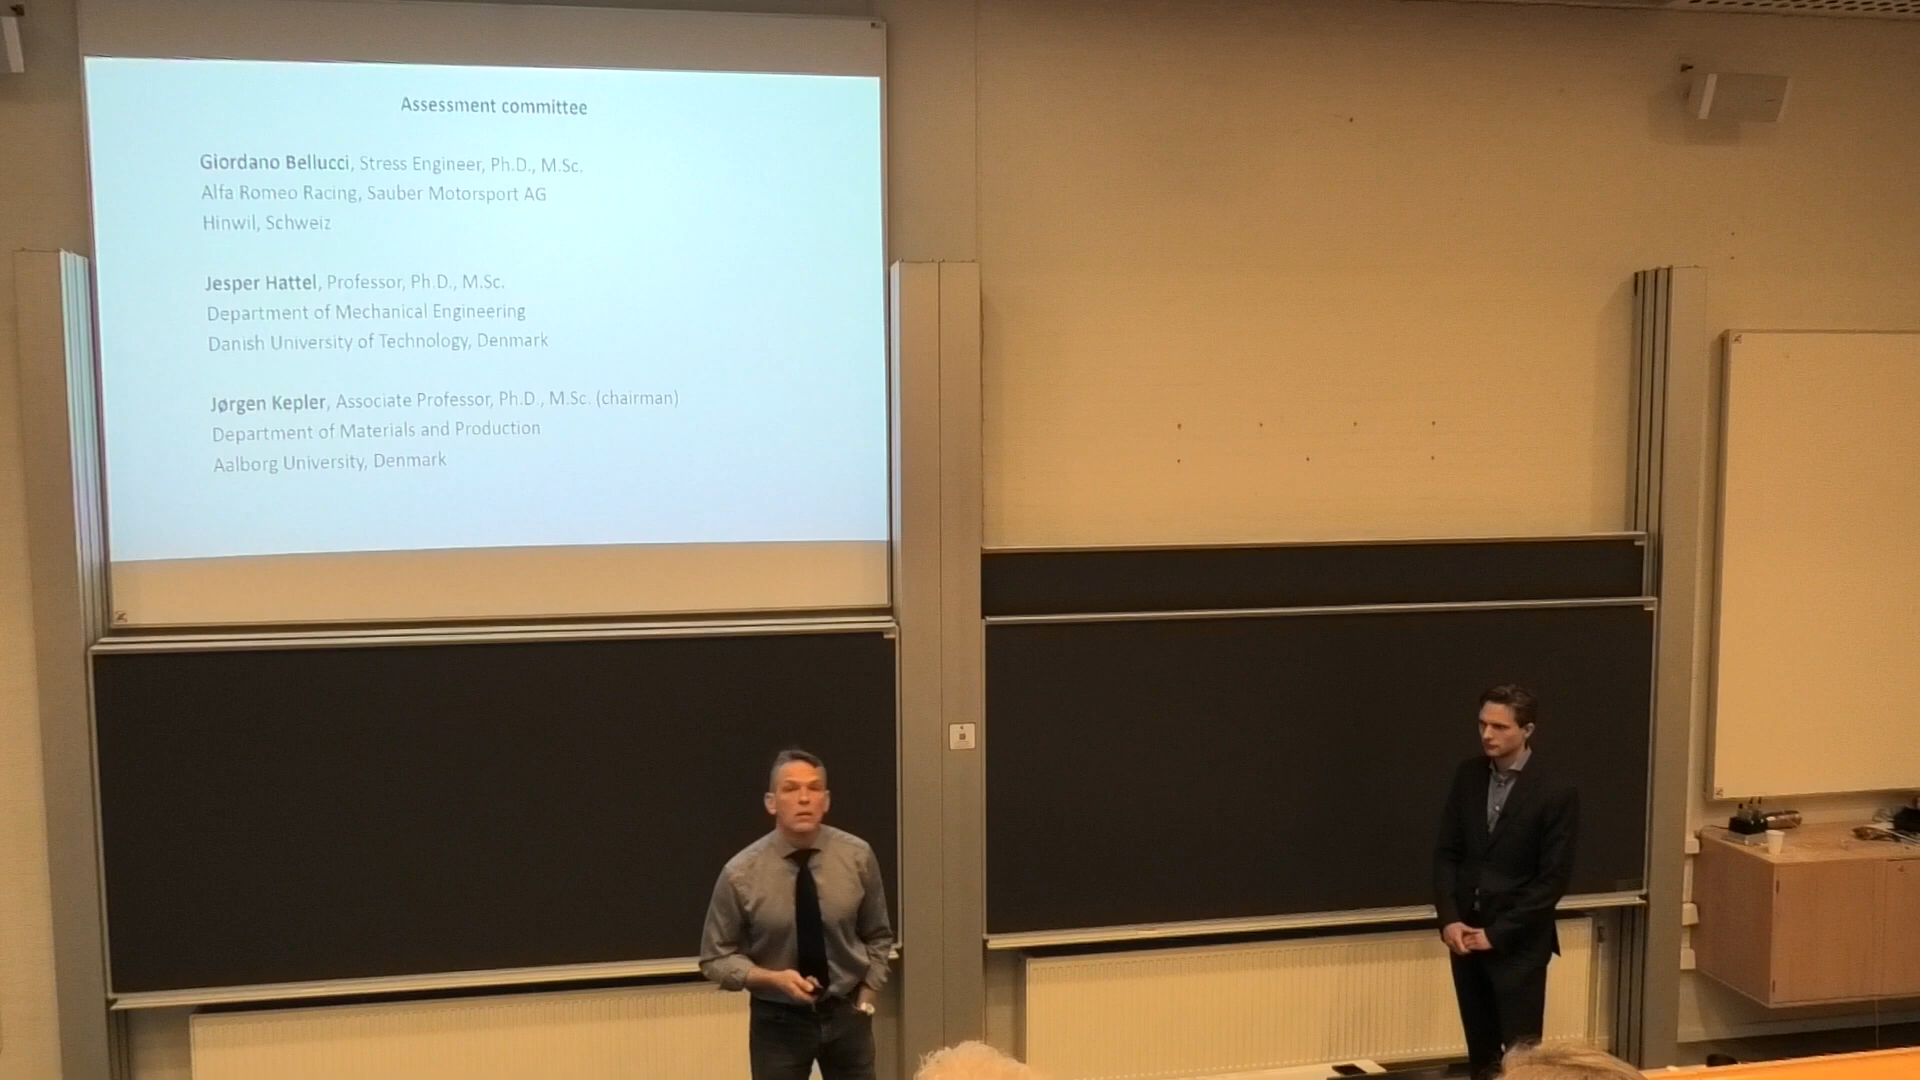 Assessment committee
Giordano Bellucci, Stress Engineer, Ph.D., M.Sc.
Alfa Romeo Racing, Sauber Motorsport AG
Hinwil, Schweiz
Jesper Hattel, Professor, Ph.D., M.Sc.
Department of Mechanical Engineering
Danish University of Technology, Denmark
Jørgen Kepler, Associate Professor, Ph.D., M.Sc. (chairman)
Department of Materials and Production
Aalborg University, Denmark